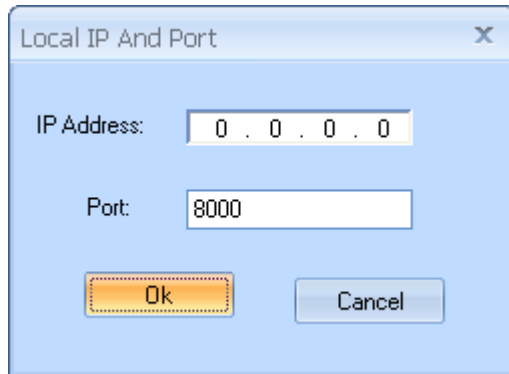 Local IP And Port
IP Address: 0 . 0 . 0 . 0
Port: 8000
Ok Cancel